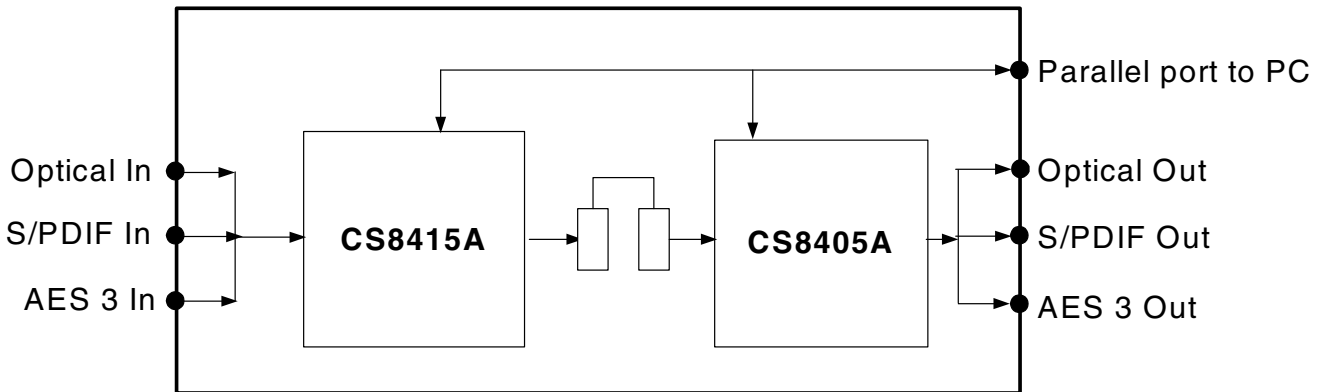 Parallel port to PC
Optical In
S/PDIF In
AES 3 In
CS8415A
CS8405A
Optical Out
S/PDIF Out
AES 3 Out